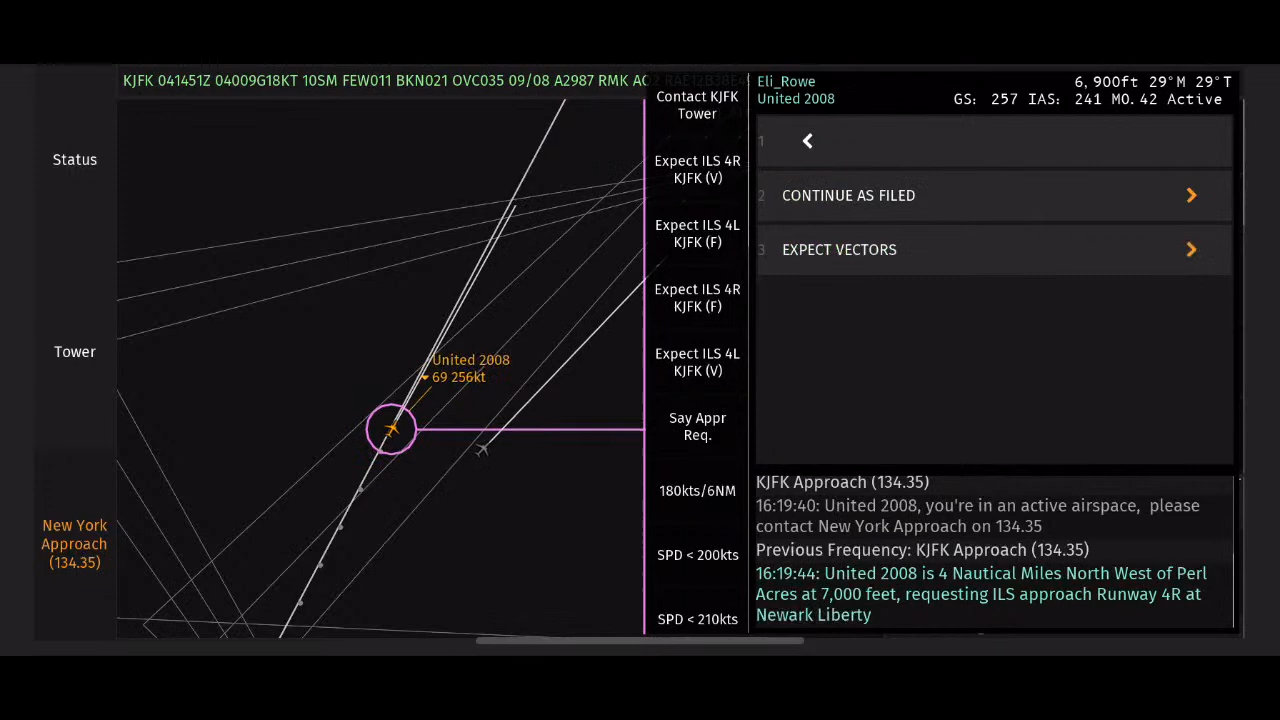 KJFK 041451Z 04009G18KT 10SM FEW011 BKN021 OVC035 09/08 A2987 RMK AO2
Status
Tower
New York
Approach
(134.35)
United 2008
69 256kt
Contact KJFK
Tower
Expect ILS 4R
KJFK (V)
Expect ILS 4L
KJFK (F)
Expect ILS 4R
KJFK (F)
Expect ILS 4L
KJFK (V)
Say Appr
Req.
180kts/6NM
SPD < 200kts
SPD < 210kts
Eli_Rowe
United 2008
6,900ft 29°M 29°T
GS: 257 IAS: 241 M0.42 Active
1
2 CONTINUE AS FILED
3 EXPECT VECTORS
KJFK Approach (134.35)
16:19:40: United 2008, you're in an active airspace, please
contact New York Approach on 134.35
Previous Frequency: KJFK Approach (134.35)
16:19:44: United 2008 is 4 Nautical Miles North West of Perl
Acres at 7,000 feet, requesting ILS approach Runway 4R at
Newark Liberty